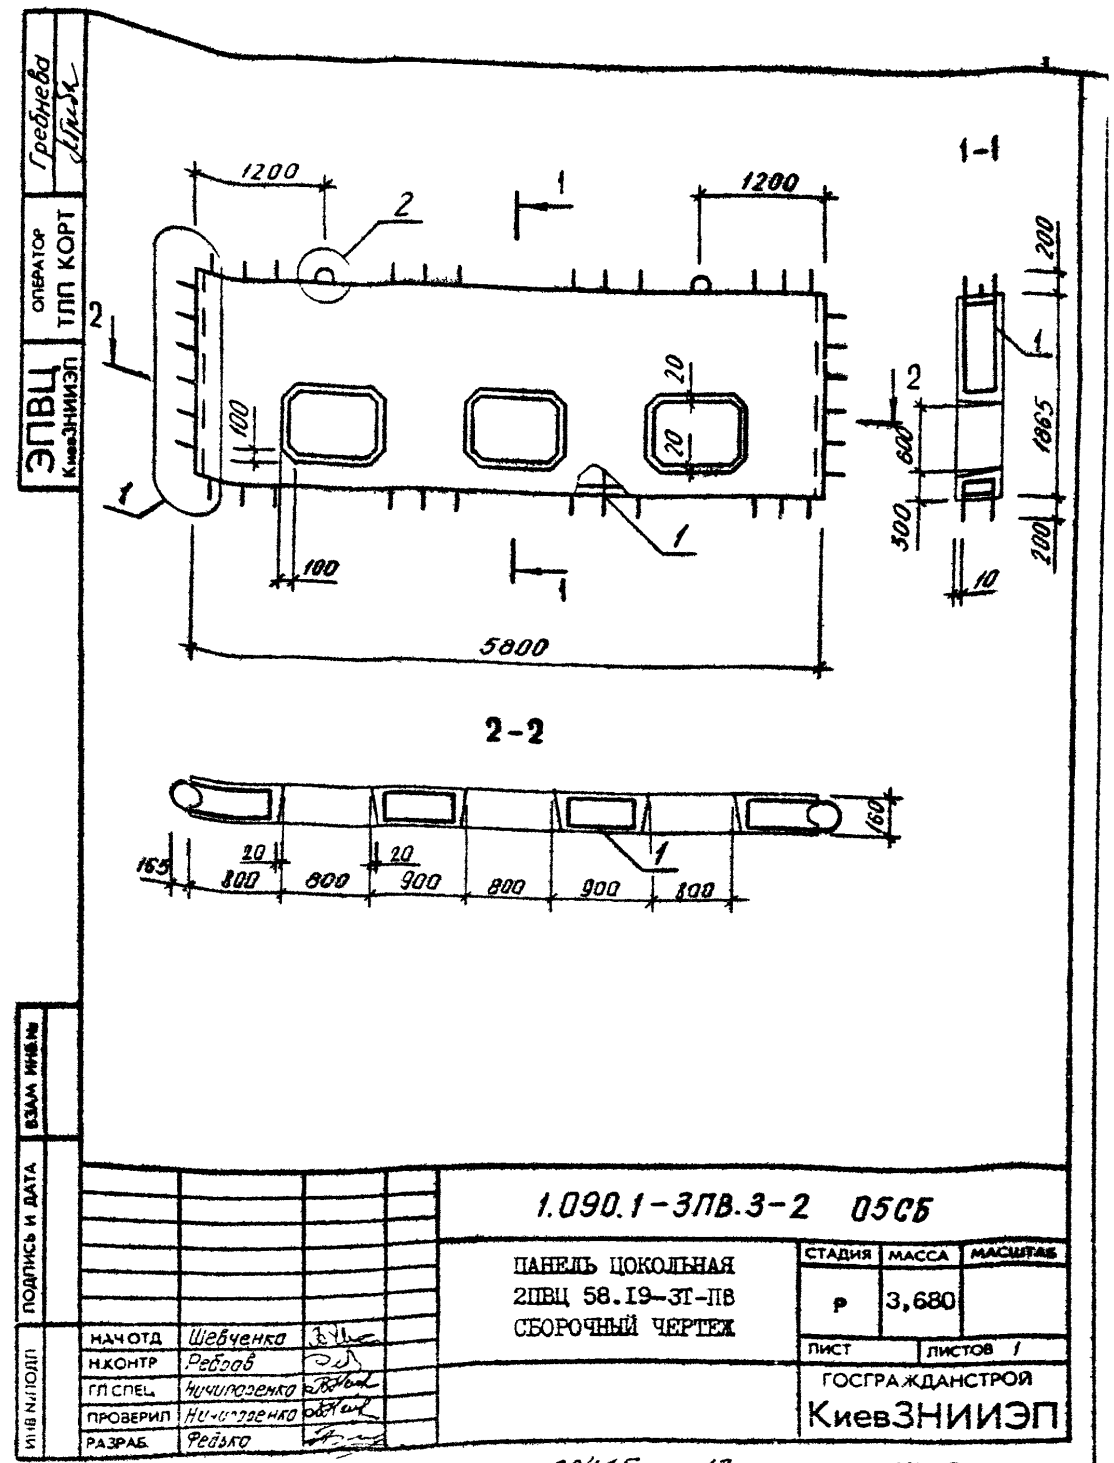 Гребнева
ОПЕРАТОР
ТЛП КОРТ
ЭПВЦ
КиевЗНИИЭП
1-1
1200
2
1
1200
200
2
1
20
2
100
20
600
1865
1
1
300
200
100
1
10
5800
2-2
160
1
165
20
20
800
800
900
800
900
800
ВЗАМ ИНВ.№
ПОДПИСЬ И ДАТА
ИНВ №ПОДЛ
1.090.1-3ПВ.3-2 05СБ
ПАНЕЛЬ ЦОКОЛЬНАЯ
2ПВЦ 58.19-3Т-ПВ
СБОРОЧНЫЙ ЧЕРТЕЖ
СТАДИЯ МАССА МАСШТАБ
Р 3,680
ЛИСТ ЛИСТОВ 1
ГОСГРАЖДАНСТРОЙ
КиевЗНИИЭП
НАЧ ОТД Шевченко
Н.КОНТР Ребров
ГЛ СПЕЦ Ничипоренко
ПРОВЕРИЛ Ничипоренко
РАЗРАБ Федько